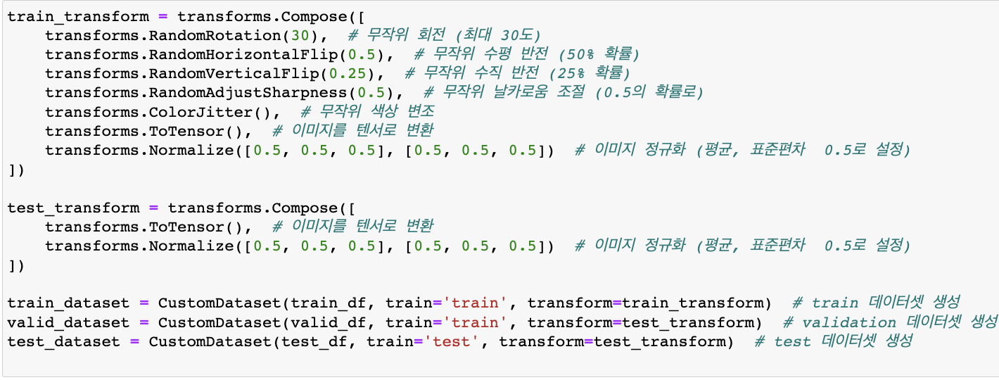 train_transform = transforms.Compose([
    transforms.RandomRotation(30),  # 무작위 회전 (최대 30도)
    transforms.RandomHorizontalFlip(0.5),  # 무작위 수평 반전 (50% 확률)
    transforms.RandomVerticalFlip(0.25),  # 무작위 수직 반전 (25% 확률)
    transforms.RandomAdjustSharpness(0.5),  # 무작위 날카로움 조절 (0.5의 확률로)
    transforms.ColorJitter(),  # 무작위 색상 변조
    transforms.ToTensor(),  # 이미지를 텐서로 변환
    transforms.Normalize([0.5, 0.5, 0.5], [0.5, 0.5, 0.5])  # 이미지 정규화 (평균, 표준편차  0.5로 설정)
])

test_transform = transforms.Compose([
    transforms.ToTensor(),  # 이미지를 텐서로 변환
    transforms.Normalize([0.5, 0.5, 0.5], [0.5, 0.5, 0.5])  # 이미지 정규화 (평균, 표준편차  0.5로 설정)
])

train_dataset = CustomDataset(train_df, train='train', transform=train_transform)  # train 데이터셋 생성
valid_dataset = CustomDataset(valid_df, train='train', transform=test_transform)  # validation 데이터셋 생성
test_dataset = CustomDataset(test_df, train='test', transform=test_transform)  # test 데이터셋 생성